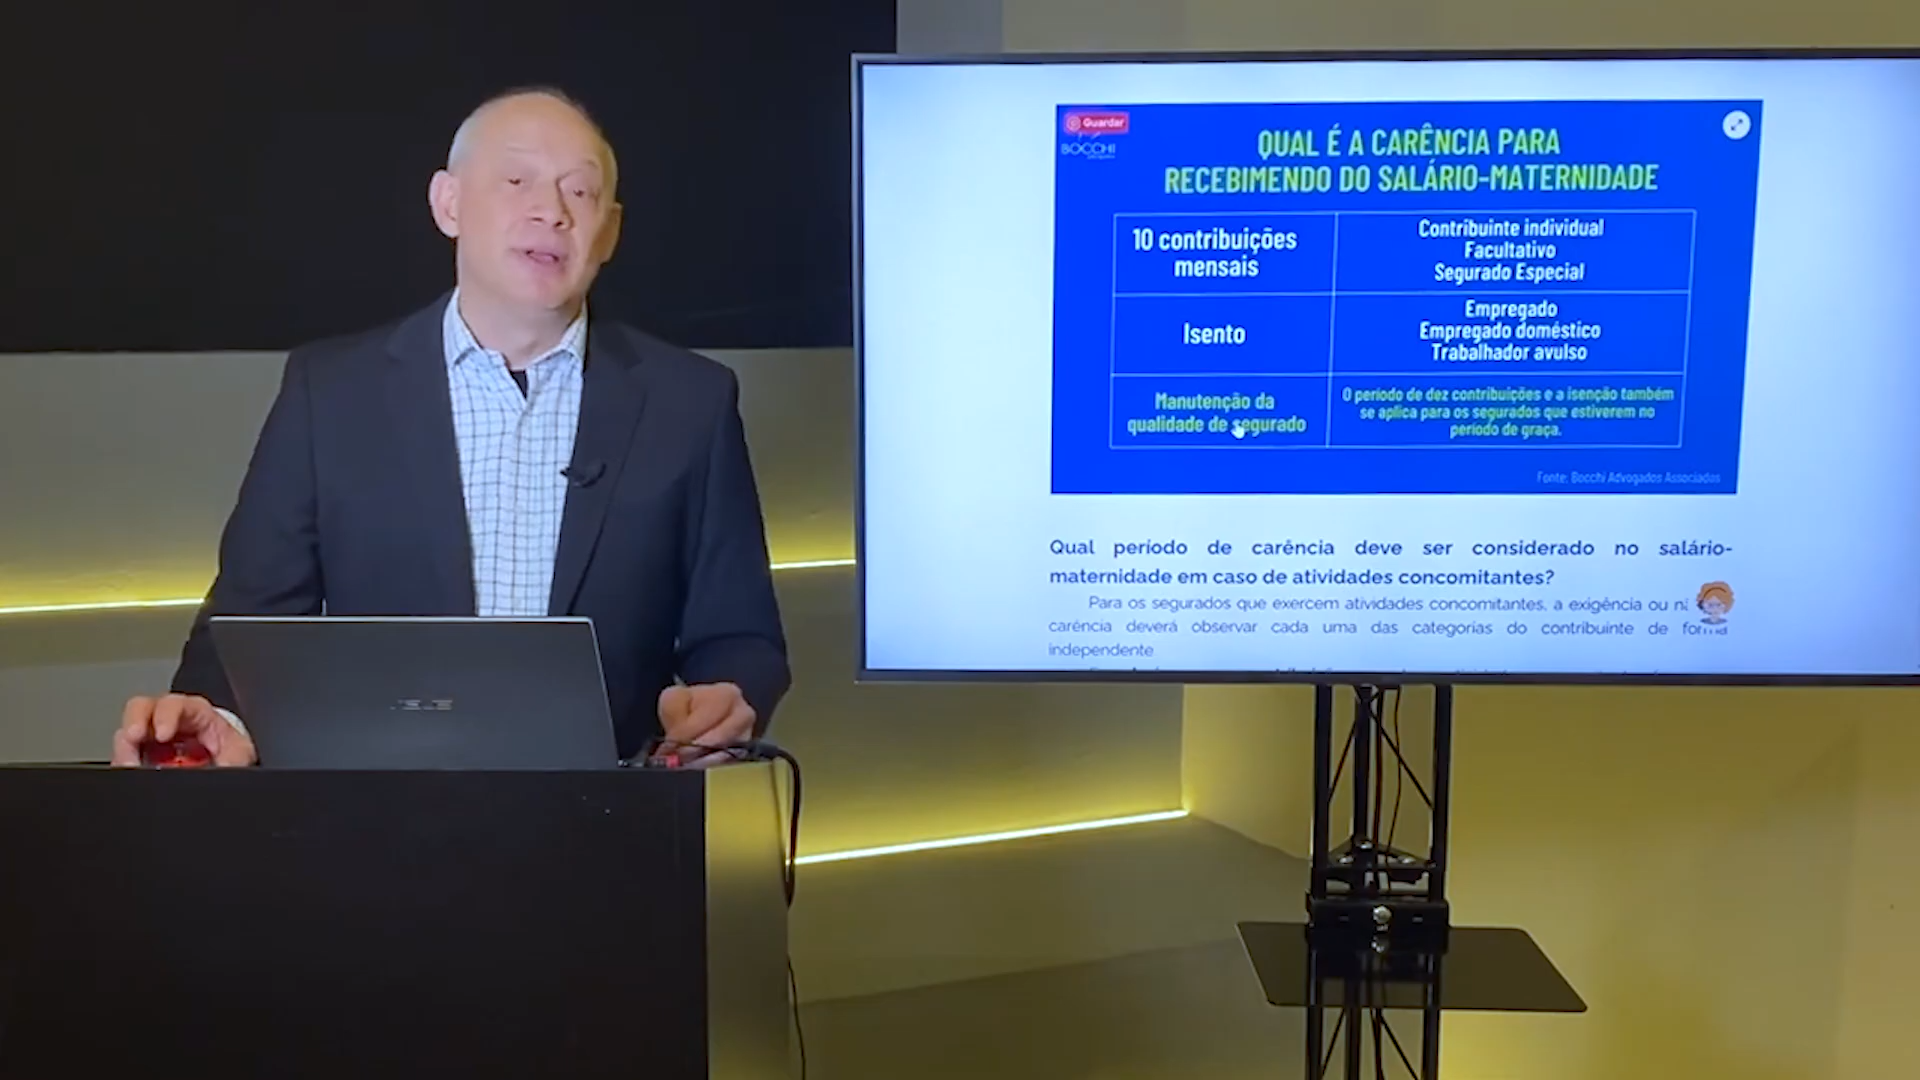 Guardar
BOCCHI
QUAL É A CARÊNCIA PARA
RECEBIMENDO DO SALÁRIO-MATERNIDADE
10 contribuições
mensais
Contribuinte individual
Facultativo
Segurado Especial
Isento
Empregado
Empregado doméstico
Trabalhador avulso
Manutenção da
qualidade de segurado
O período de dez contribuições e a isenção também
se aplica para os segurados que estiverem no
período de graça.
Fonte: Bocchi Advogados Associados
Qual período de carência deve ser considerado no salário-
maternidade em caso de atividades concomitantes?
Para os segurados que exercem atividades concomitantes, a exigência ou
carência deverá observar cada uma das categorias do contribuinte de forma
independente